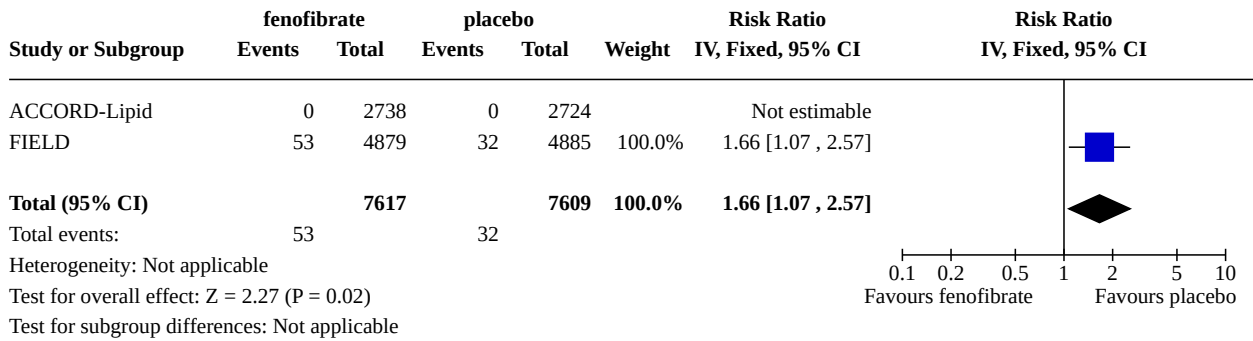 fenofibrate placebo Risk Ratio Risk Ratio
Study or Subgroup Events Total Events Total Weight IV, Fixed, 95% CI IV, Fixed, 95% CI
ACCORD-Lipid 0 2738 0 2724 Not estimable
FIELD 53 4879 32 4885 100.0% 1.66 [1.07 , 2.57]
Total (95% CI) 7617 7609 100.0% 1.66 [1.07 , 2.57]
Total events: 53 32
Heterogeneity: Not applicable
0.1 0.2 0.5 1 2 5 10
Test for overall effect: Z = 2.27 (P = 0.02)
Favours fenofibrate Favours placebo
Test for subgroup differences: Not applicable